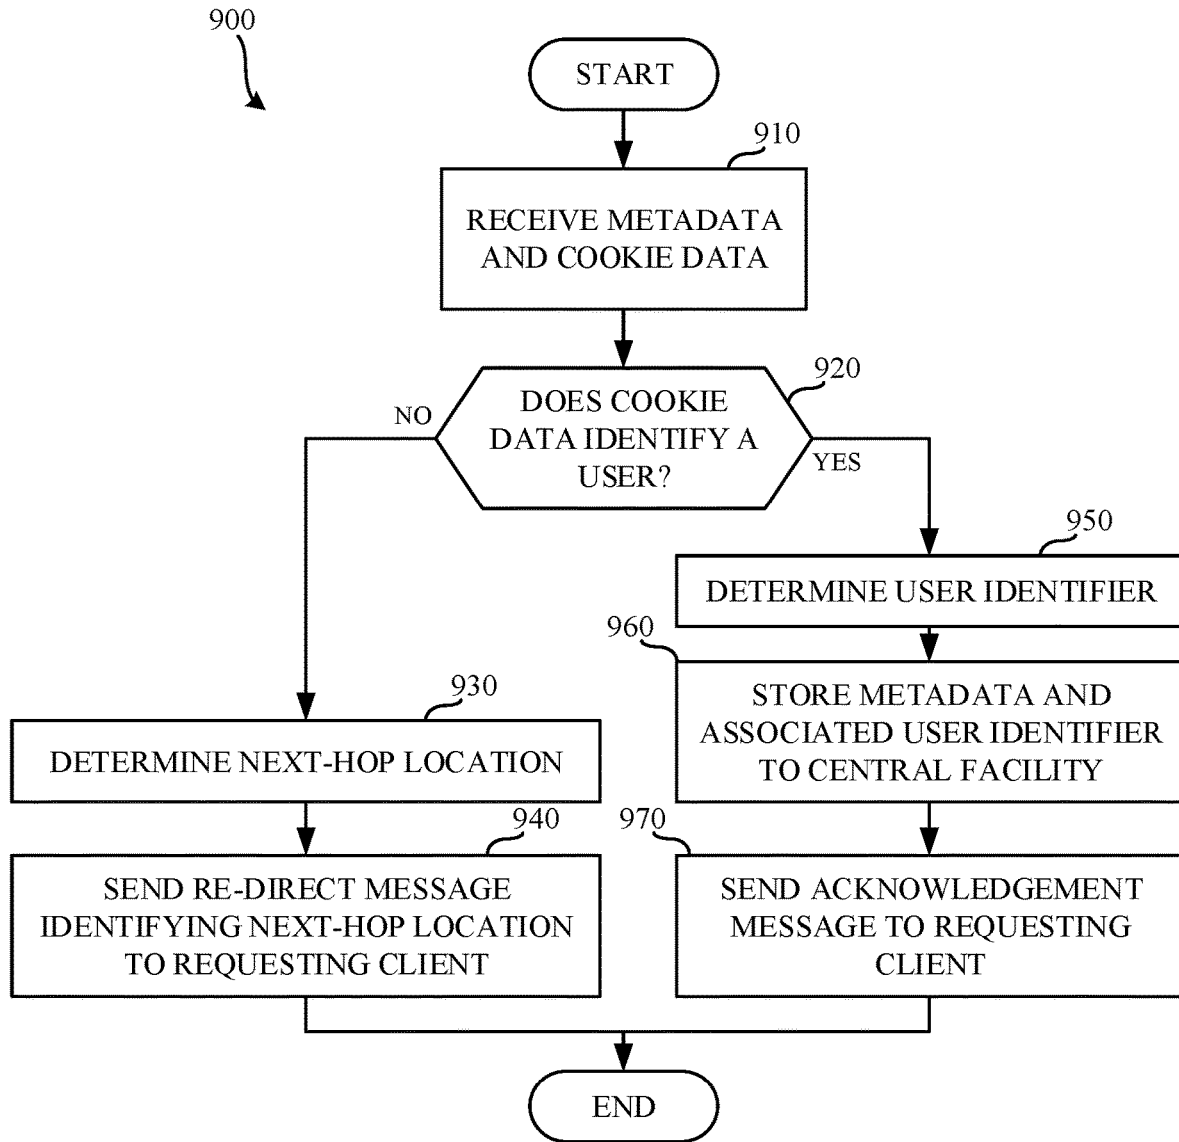 900
START
910
RECEIVE METADATA
AND COOKIE DATA
920
DOES COOKIE
DATA IDENTIFY A
USER?
NO
YES
950
DETERMINE USER IDENTIFIER
960
STORE METADATA AND
ASSOCIATED USER IDENTIFIER
TO CENTRAL FACILITY
930
DETERMINE NEXT-HOP LOCATION
940
SEND RE-DIRECT MESSAGE
IDENTIFYING NEXT-HOP LOCATION
TO REQUESTING CLIENT
970
SEND ACKNOWLEDGEMENT
MESSAGE TO REQUESTING
CLIENT
END